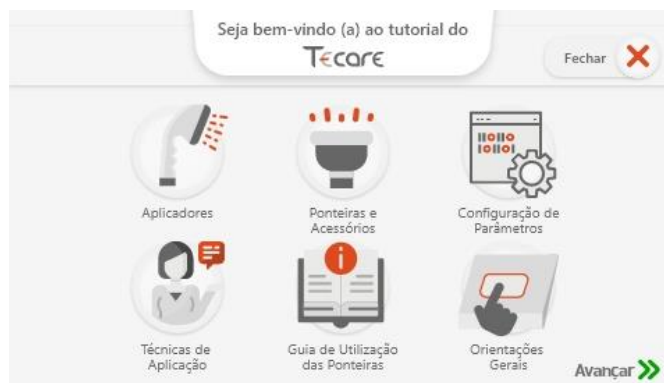 Seja bem-vindo (a) ao tutorial do
Tecare
Fechar
Aplicadores
Ponteiras e
Acessórios
Configuração de
Parâmetros
Técnicas de
Aplicação
Guia de Utilização
das Ponteiras
Orientações
Gerais
Avançar